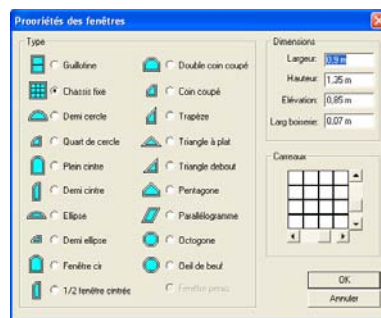 Propriétés des fenêtres
Type
Guillotine
Chassis fixe
Demi cercle
Quart de cercle
Plein cintre
Demi cintre
Ellipse
Demi ellipse
Fenêtre cir
1/2 fenêtre cintrée
Double coin coupé
Coin coupé
Trapèze
Triangle à plat
Triangle debout
Pentagone
Parallélogramme
Octogone
Oeil de beuf
Fenêtre perso
Dimensions
Largeur: 0,9 m
Hauteur: 1,35 m
Elévation: 0,85 m
Larg boiserie: 0,07 m
Carreaux
OK
Annuler